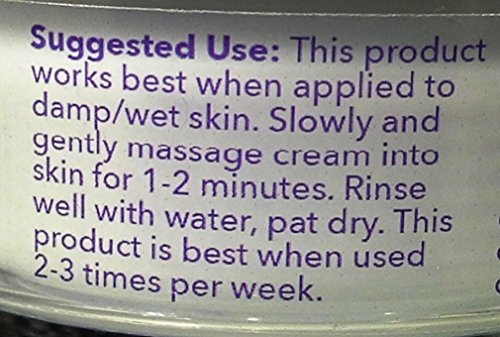 Suggested Use: This product
works best when applied to
damp/wet skin. Slowly and
gently massage cream into
skin for 1-2 minutes. Rinse
well with water, pat dry. This
product is best when used
2-3 times per week.